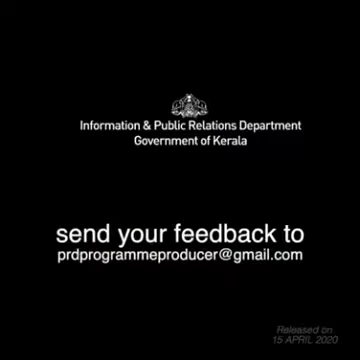 Information & Public Relations Department
Government of Kerala
send your feedback to
prdprogrammeproducer@gmail.com
Released on
15 APRIL 2020